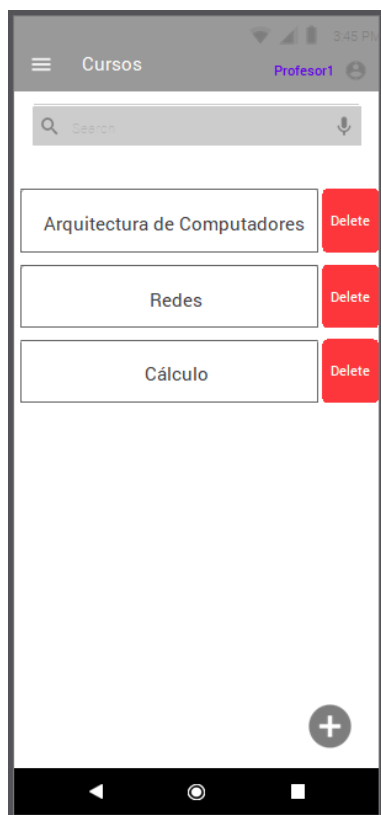 3:45 PM
Cursos
Profesor1
Search
Arquitectura de Computadores
Delete
Redes
Delete
Cálculo
Delete